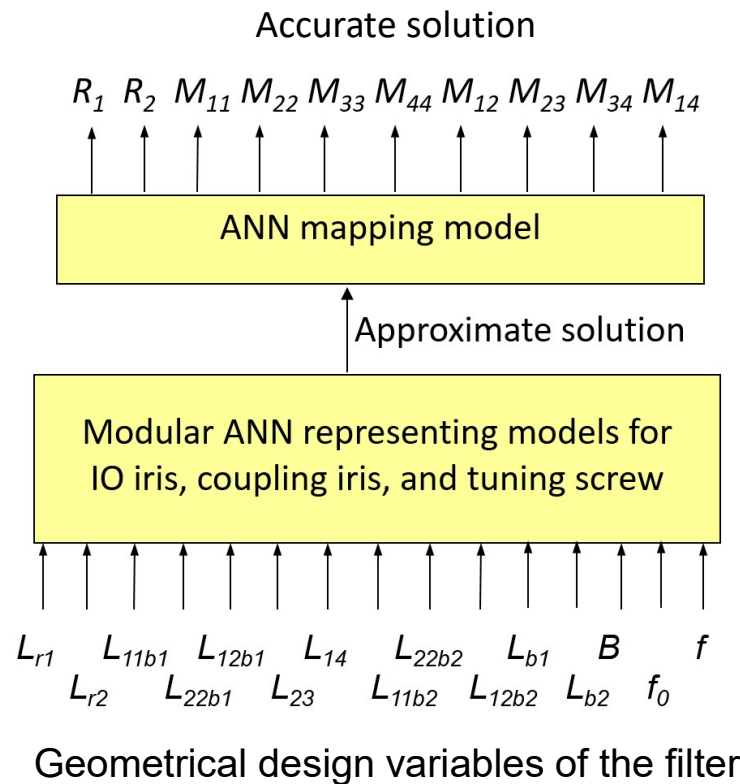 Accurate solution
R1 R2 M11 M22 M33 M44 M12 M23 M34 M14
ANN mapping model
Approximate solution
Modular ANN representing models for
IO iris, coupling iris, and tuning screw
Lr1 L11b1 L12b1 L14 L22b2 Lb1 B f
Lr2 L22b1 L23 L11b2 L12b2 Lb2 f0
Geometrical design variables of the filter